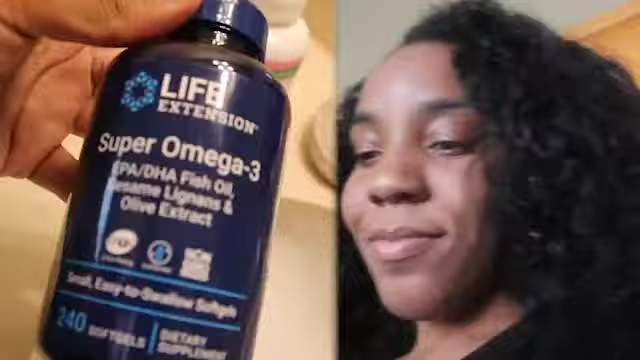 LIFE
EXTENSION
Super Omega-3
EPA/DHA Fish Oil,
Sesame Lignans &
Olive Extract
Small, Easy-to-Swallow Softgels
240 SOFTGELS
DIETARY
SUPPLEMENT